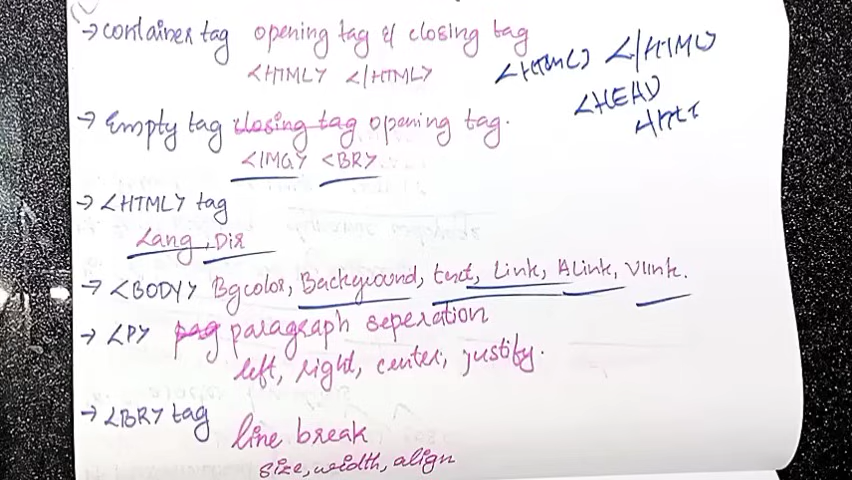 → container tag opening tag & closing tag
<HTML> </HTML>
<HTML> </HTML>
<HEAD>
→ Empty tag closing tag opening tag.
<IMG> <BR>
→ <HTML> tag
Lang, Dir
→ <BODY> Bgcolor, Background, text, Link, ALink, Vlink.
→ <P> pag paragraph seperation
left, right, center, justify.
→ <BR> tag
line break
size, width, align